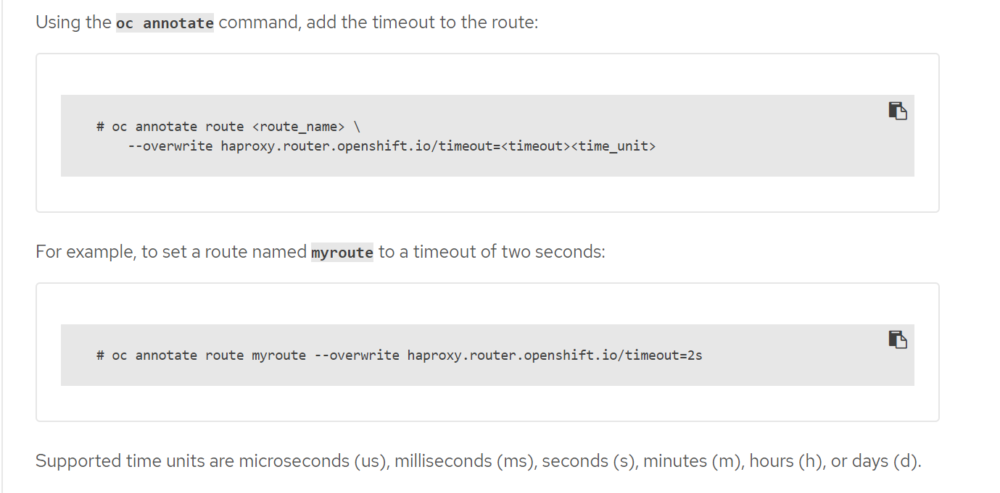 Using the oc annotate command, add the timeout to the route:
# oc annotate route <route_name> \
--overwrite haproxy.router.openshift.io/timeout=<timeout><time_unit>
For example, to set a route named myroute to a timeout of two seconds:
# oc annotate route myroute --overwrite haproxy.router.openshift.io/timeout=2s
Supported time units are microseconds (us), milliseconds (ms), seconds (s), minutes (m), hours (h), or days (d).